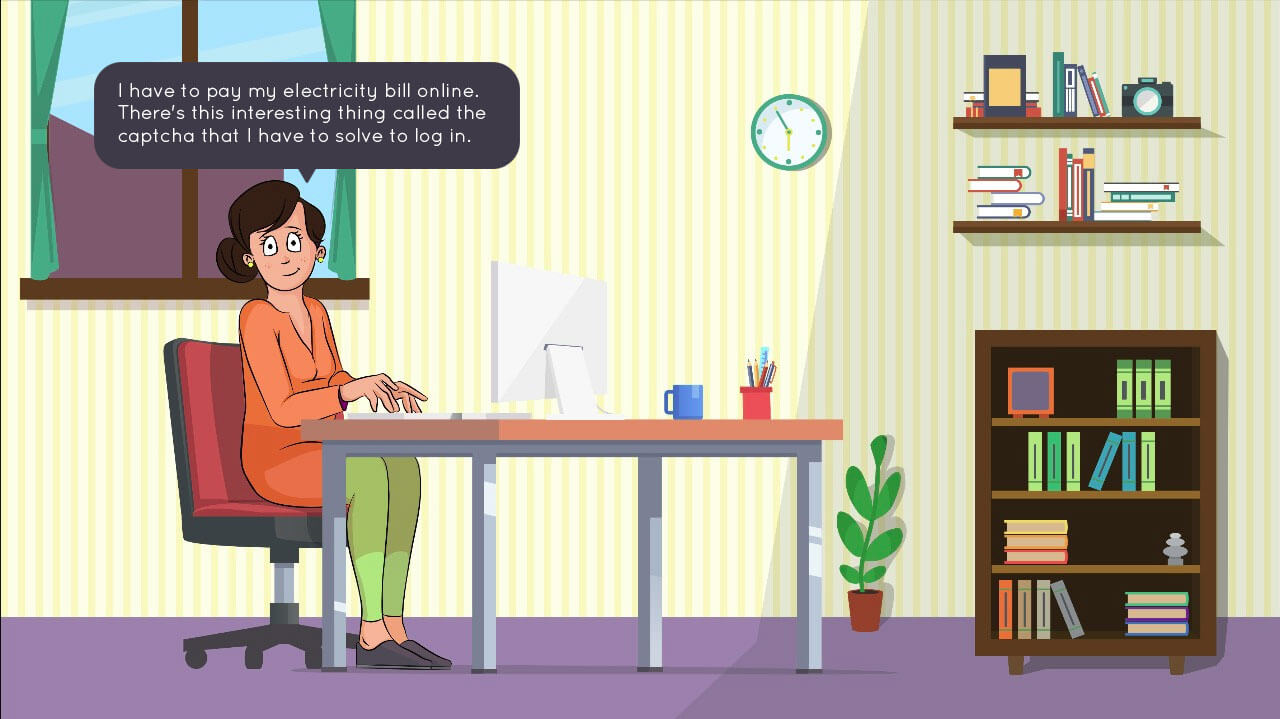 I have to pay my electricity bill online.
There's this interesting thing called the
captcha that I have to solve to log in.